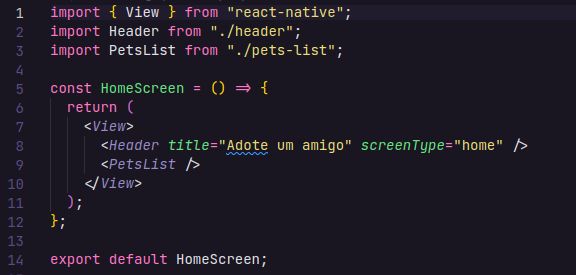 1 import { View } from "react-native";
2 import Header from "./header";
3 import PetsList from "./pets-list";
4
5 const HomeScreen = () => {
6   return (
7     <View>
8       <Header title="Adote um amigo" screenType="home" />
9       <PetsList />
10     </View>
11   );
12 };
13
14 export default HomeScreen;